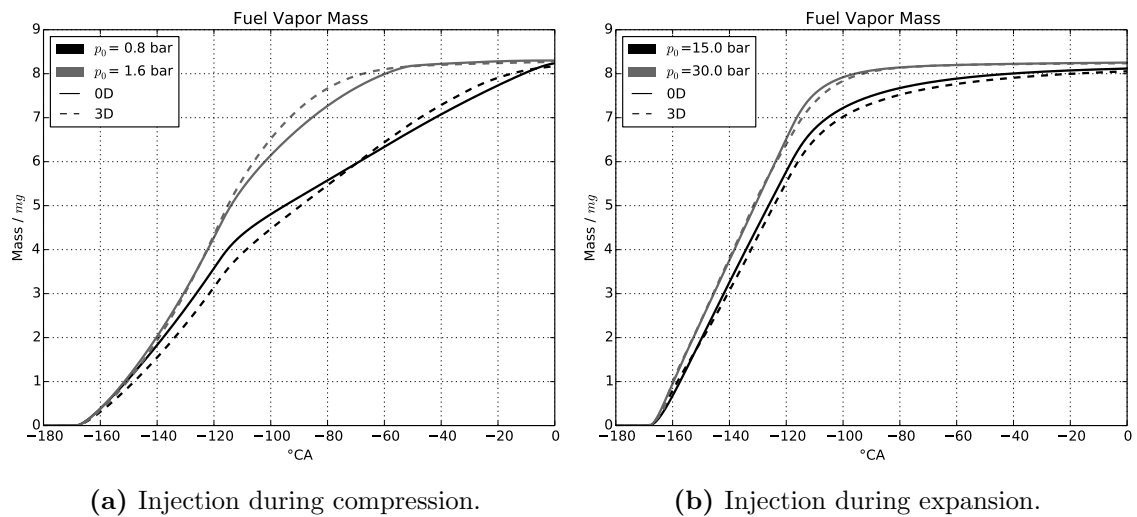 Fuel Vapor Mass
p0 = 0.8 bar
p0 = 1.6 bar
0D
3D
Mass / mg
9
8
7
6
5
4
3
2
1
0
−180 −160 −140 −120 −100 −80 −60 −40 −20 0
°CA
(a) Injection during compression.
Fuel Vapor Mass
p0 =15.0 bar
p0 =30.0 bar
0D
3D
Mass / mg
9
8
7
6
5
4
3
2
1
0
−180 −160 −140 −120 −100 −80 −60 −40 −20 0
°CA
(b) Injection during expansion.